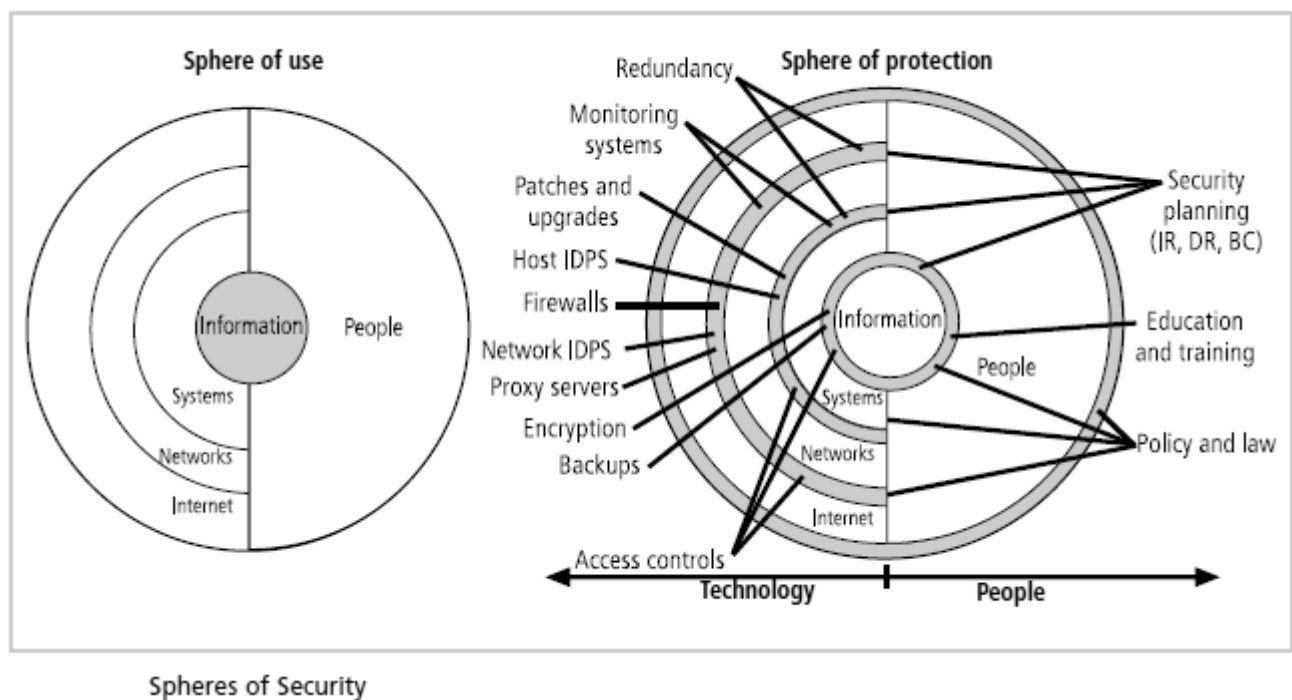 Sphere of use
Information
People
Systems
Networks
Internet
Sphere of protection
Redundancy
Monitoring
systems
Patches and
upgrades
Host IDPS
Firewalls
Network IDPS
Proxy servers
Encryption
Backups
Access controls
Information
People
Systems
Networks
Internet
Security
planning
(IR, DR, BC)
Education
and training
Policy and law
Technology
People
Spheres of Security